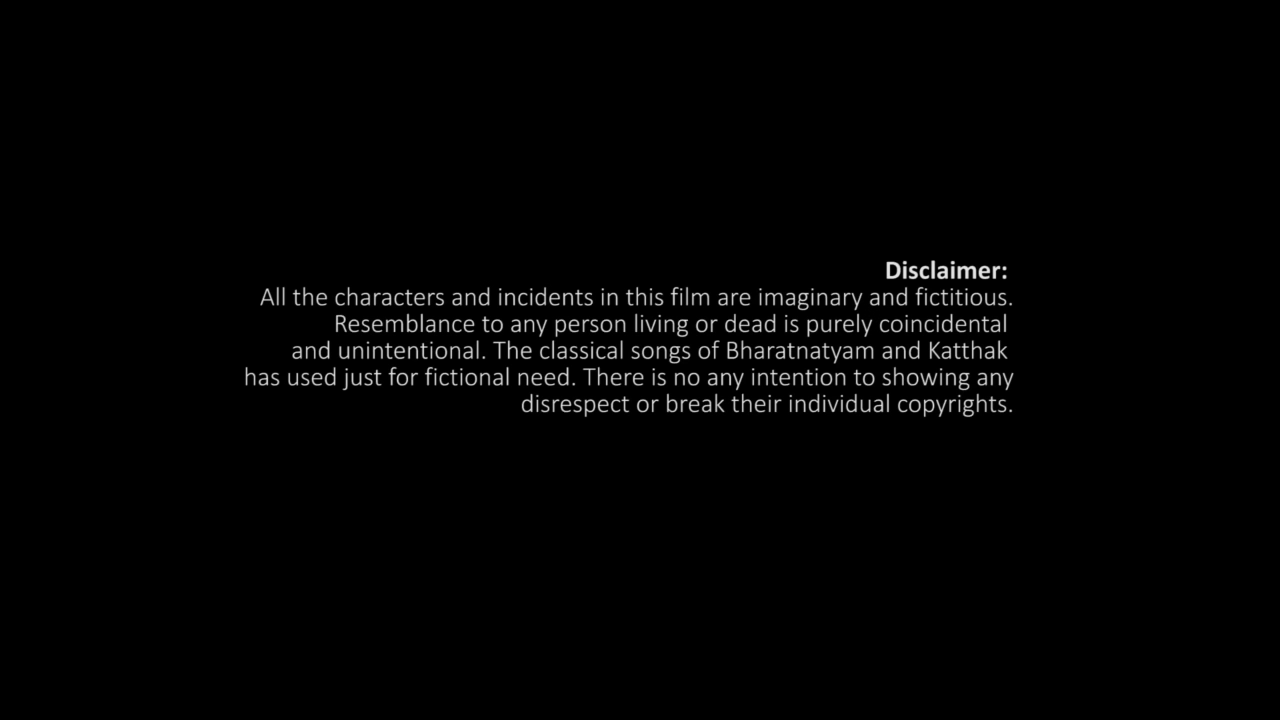 Disclaimer:
All the characters and incidents in this film are imaginary and fictitious.
Resemblance to any person living or dead is purely coincidental
and unintentional. The classical songs of Bharatnatyam and Katthak
has used just for fictional need. There is no any intention to showing any
disrespect or break their individual copyrights.